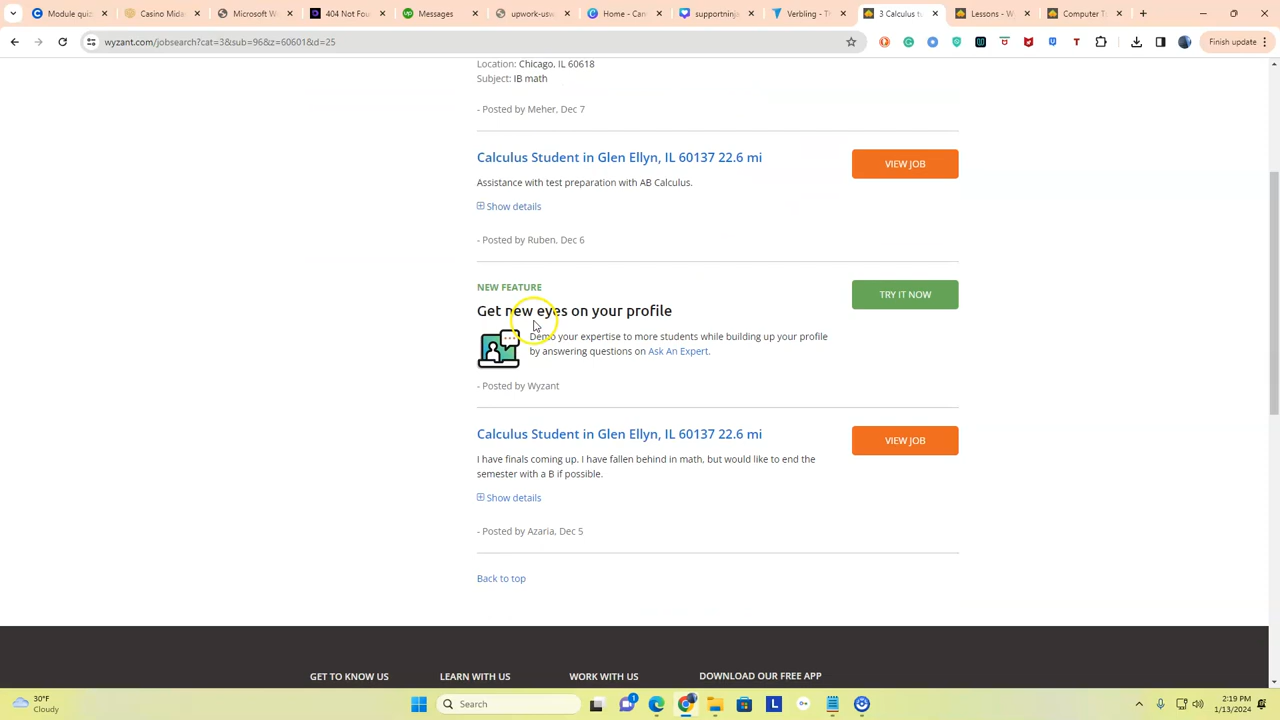 Module quiz
Canvas Mida
Microsoft W
404 Not Fou
Messages
upwork-usw
Home - Can
supportninj
Verbling - Th
3 Calculus tu
Lessons - Wy
Computer T
wyzant.com/jobsearch?cat=3&sub=96&z=60601&d=25
Finish update
Location: Chicago, IL 60618
Subject: IB math
- Posted by Meher, Dec 7
Calculus Student in Glen Ellyn, IL 60137 22.6 mi
VIEW JOB
Assistance with test preparation with AB Calculus.
Show details
- Posted by Ruben, Dec 6
NEW FEATURE
TRY IT NOW
Get new eyes on your profile
Demo your expertise to more students while building up your profile
by answering questions on Ask An Expert.
- Posted by Wyzant
Calculus Student in Glen Ellyn, IL 60137 22.6 mi
VIEW JOB
I have finals coming up. I have fallen behind in math, but would like to end the
semester with a B if possible.
Show details
- Posted by Azaria, Dec 5
Back to top
GET TO KNOW US
LEARN WITH US
WORK WITH US
DOWNLOAD OUR FREE APP
30°F
Cloudy
Search
2:19 PM
1/13/2024